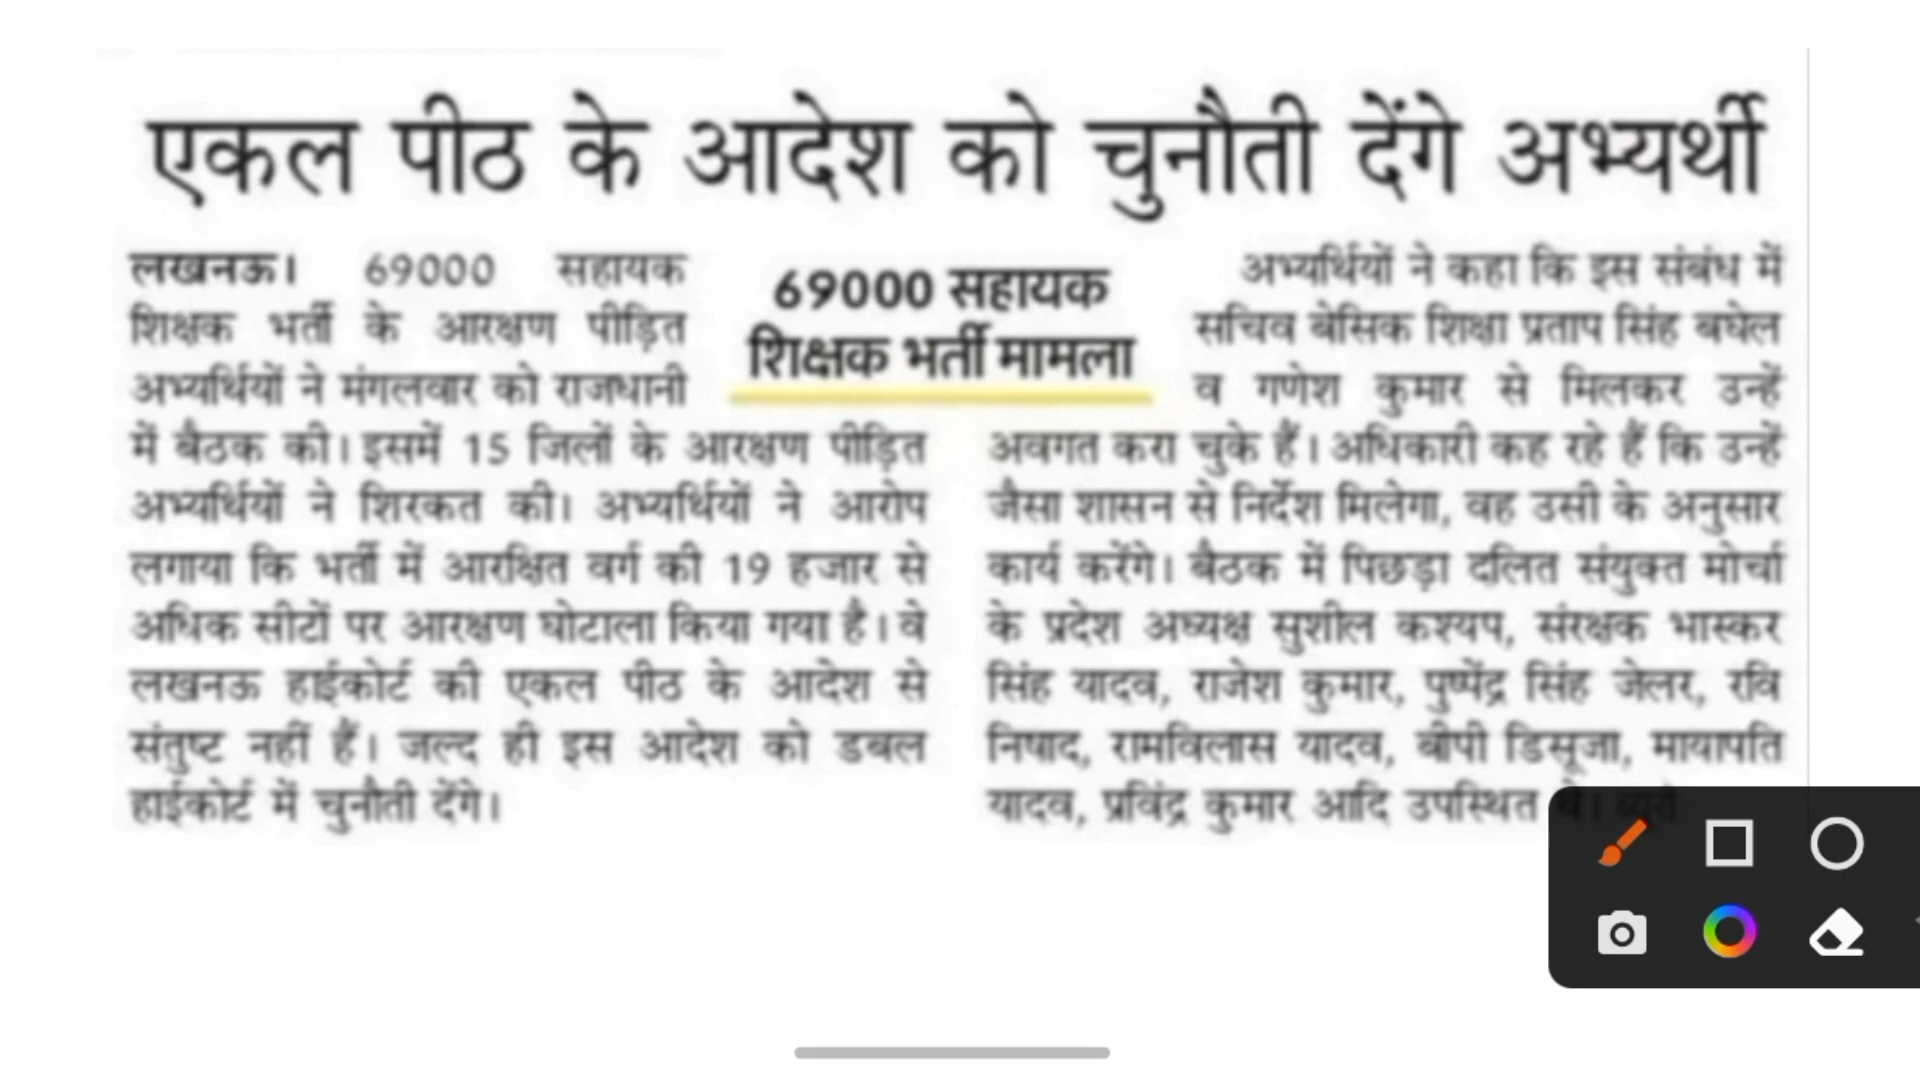 एकल पीठ के आदेश को चुनौती देंगे अभ्यर्थी
लखनऊ। 69000 सहायक
शिक्षक भर्ती के आरक्षण पीड़ित
अभ्यर्थियों ने मंगलवार को राजधानी
में बैठक की। इसमें 15 जिलों के आरक्षण पीड़ित
अभ्यर्थियों ने शिरकत की। अभ्यर्थियों ने आरोप
लगाया कि भर्ती में आरक्षित वर्ग की 19 हजार से
अधिक सीटों पर आरक्षण घोटाला किया गया है। वे
लखनऊ हाईकोर्ट की एकल पीठ के आदेश से
संतुष्ट नहीं हैं। जल्द ही इस आदेश को डबल
हाईकोर्ट में चुनौती देंगे।
69000 सहायक
शिक्षक भर्ती मामला
अभ्यर्थियों ने कहा कि इस संबंध में
सचिव बेसिक शिक्षा प्रताप सिंह बघेल
व गणेश कुमार से मिलकर उन्हें
अवगत करा चुके हैं। अधिकारी कह रहे हैं कि उन्हें
जैसा शासन से निर्देश मिलेगा, वह उसी के अनुसार
कार्य करेंगे। बैठक में पिछड़ा दलित संयुक्त मोर्चा
के प्रदेश अध्यक्ष सुशील कश्यप, संरक्षक भास्कर
सिंह यादव, राजेश कुमार, पुष्पेंद्र सिंह जेलर, रवि
निषाद, रामविलास यादव, बीपी डिसूजा, मायापति
यादव, प्रविंद्र कुमार आदि उपस्थित थे। ब्यूरो